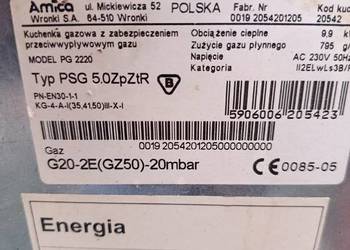 Amica ul. Mickiewicza 52 POLSKA Fabr. Nr Kod
Wronki S.A. 64-510 Wronki 0019 2054201205 20542
Kuchenka gazowa z zabezpieczeniem Obciążenie cieplne 9,9
przeciwwypływowym gazu Zużycie gazu płynnego 795 g/
MODEL PG 2220 Napięcie AC 230V 50H
Typ PSG 5.0ZpZtR B Kategoria II2ELwLs3B/
PN-EN30-1-1
KG-4-A-I(35,41,50)III-X-I
5906006 205423
0019 2054201205000000000
Gaz
G20-2E(GZ50)-20mbar CE 0085-05
Energia